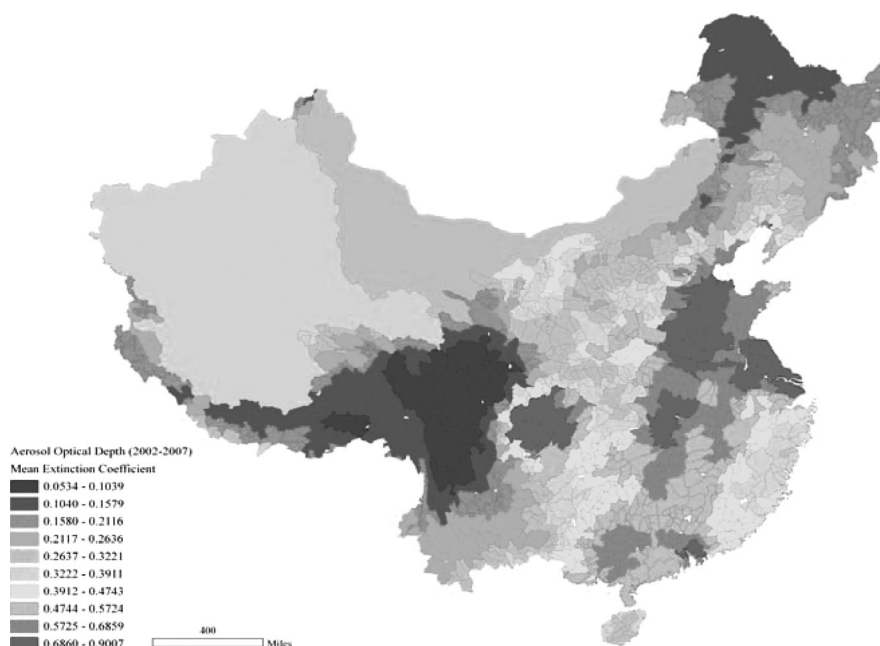 Aerosol Optical Depth (2002-2007)
Mean Extinction Coefficient
0.0534 - 0.1039
0.1040 - 0.1579
0.1580 - 0.2116
0.2117 - 0.2636
0.2637 - 0.3221
0.3222 - 0.3911
0.3912 - 0.4743
0.4744 - 0.5724
0.5725 - 0.6859
0.6860 - 0.9007
400
Miles